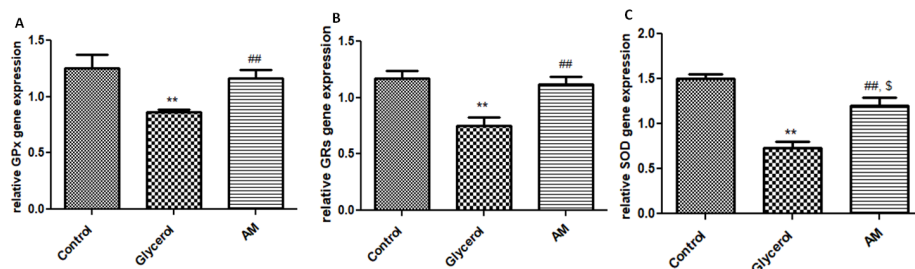 A
relative GPx gene expression
1.5
1.0
0.5
0.0
**
##
Control
Glycerol
AM
B
relative GRs gene expression
1.5
1.0
0.5
0.0
**
##
Control
Glycerol
AM
C
relative SOD gene expression
2.0
1.5
1.0
0.5
0.0
**
##, $
Control
Glycerol
AM